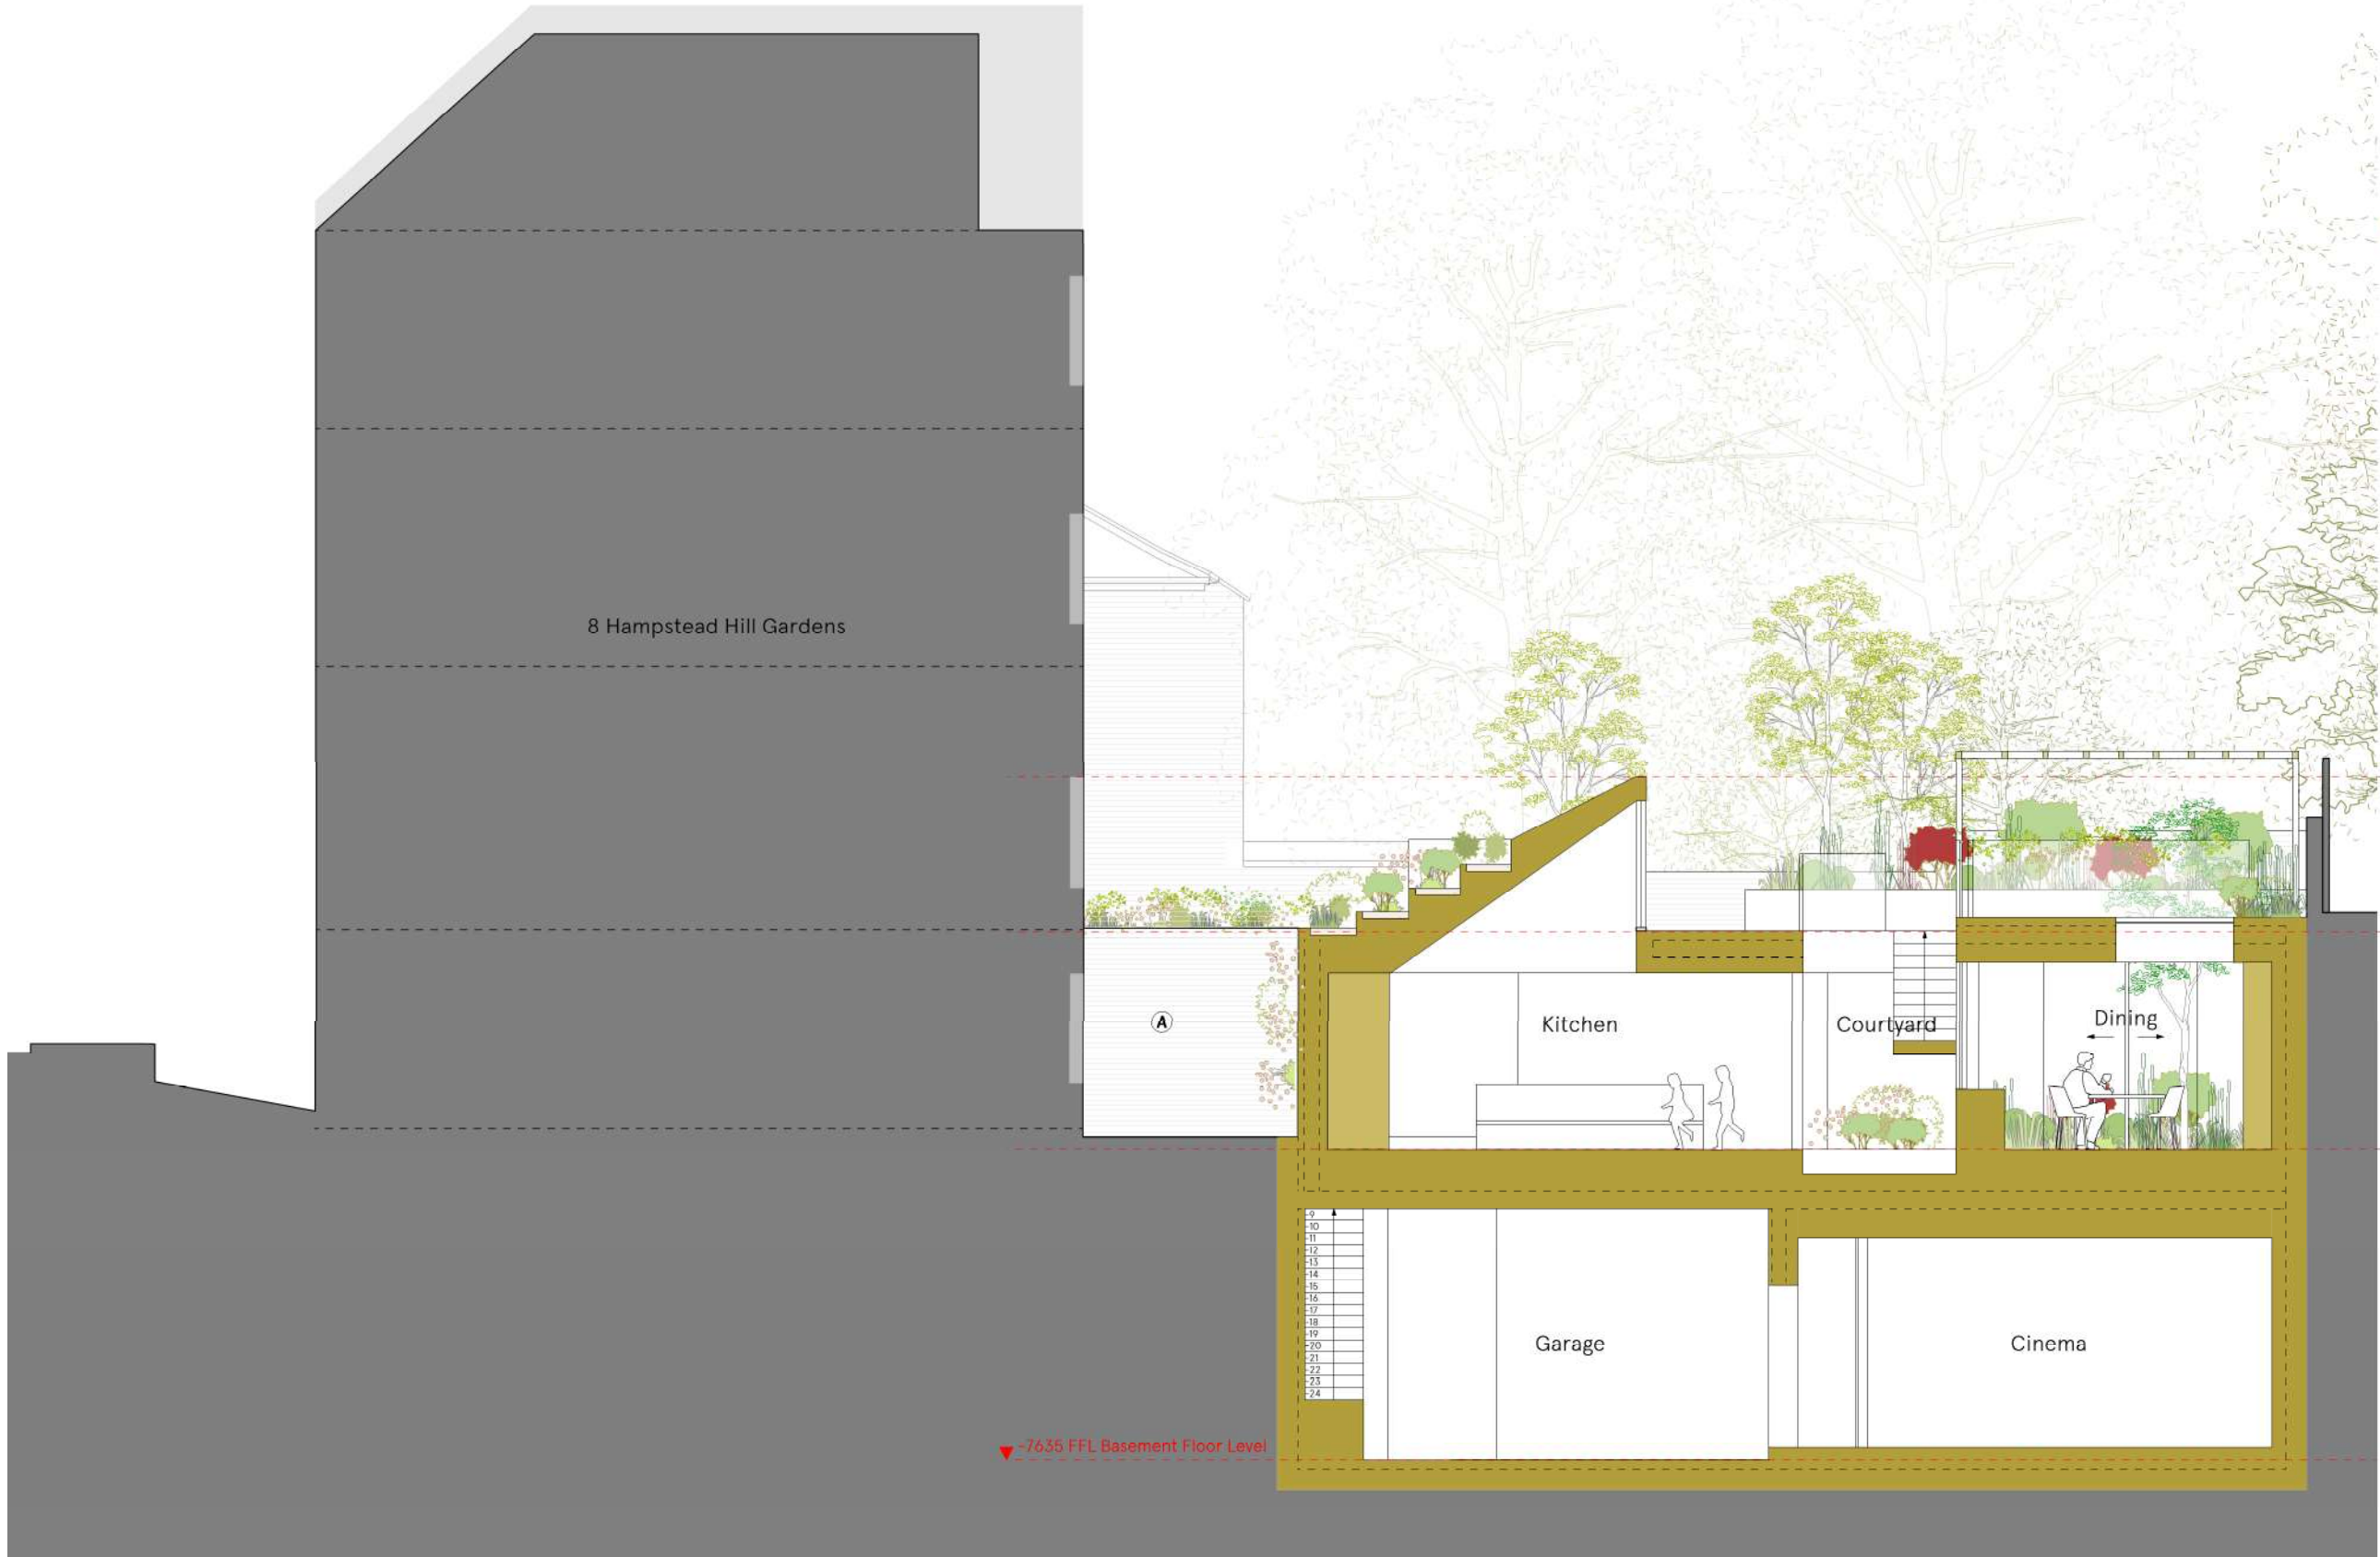 8 Hampstead Hill Gardens
A
Kitchen
Courtyard
Dining
-9
-10
-11
-12
-13
-14
-15
-16
-17
-18
-19
-20
-21
-22
-23
-24
Garage
Cinema
-7635 FFL Basement Floor Level